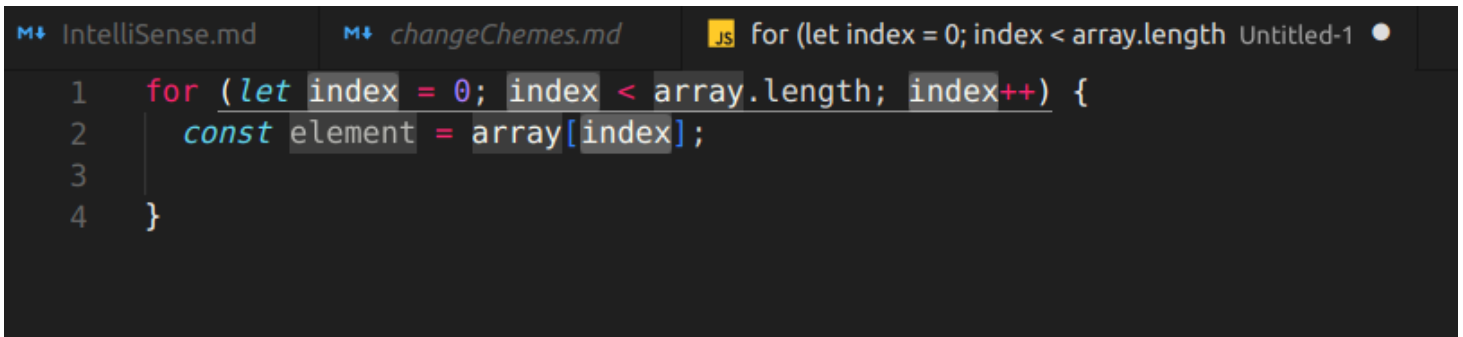 IntelliSense.md changeChemes.md JS for (let index = 0; index < array.length Untitled-1
1 for (let index = 0; index < array.length; index++) {
2 const element = array[index];
3
4 }